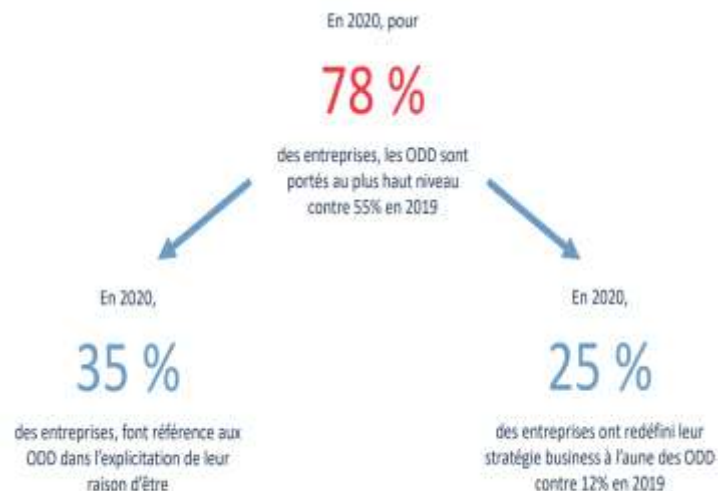 En 2020, pour
78 %
des entreprises, les ODD sont
portés au plus haut niveau
contre 55% en 2019
En 2020,
35 %
des entreprises, font référence aux
ODD dans l'explicitation de leur
raison d'être
En 2020,
25 %
des entreprises ont redéfini leur
stratégie business à l'aune des ODD
contre 12% en 2019